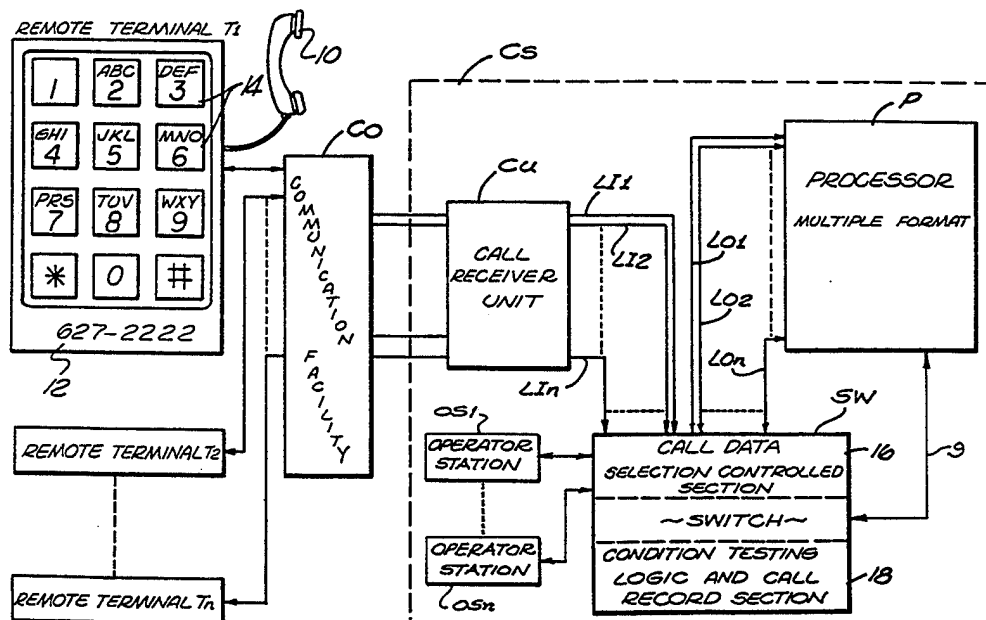 REMOTE TERMINAL T1
10
1
ABC
2
DEF
3
14
GHI
4
JKL
5
MNO
6
PRS
7
TUV
8
WXY
9
*
0
#
627-2222
12
REMOTE TERMINAL T2
REMOTE TERMINAL Tn
CO
COMMUNICATION FACILITY
CS
CU
CALL
RECEIVER
UNIT
LI1
LI2
LIn
LO1
LO2
LOn
P
PROCESSOR
MULTIPLE FORMAT
9
OS1
OPERATOR
STATION
OPERATOR
STATION
OSn
SW
CALL DATA
SELECTION CONTROLLED
SECTION
16
~SWITCH~
CONDITION TESTING
LOGIC AND CALL
RECORD SECTION
18